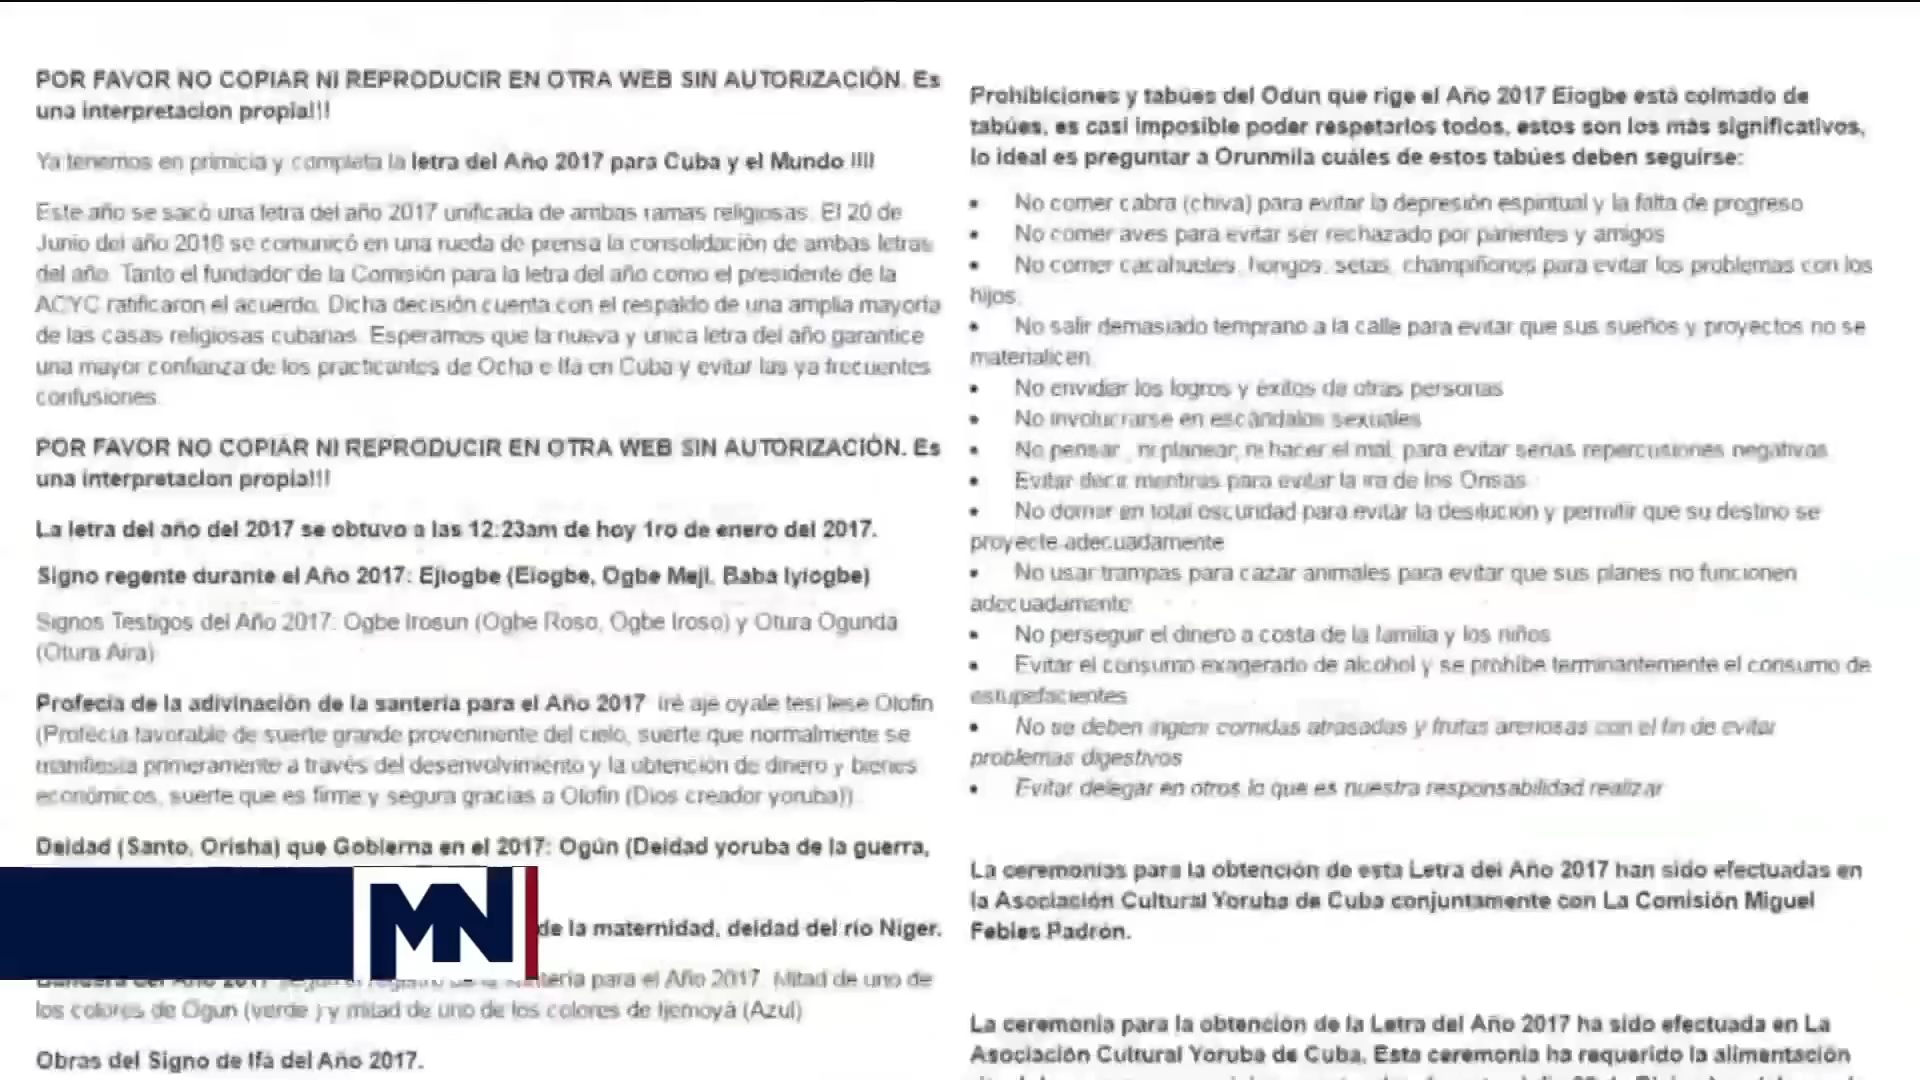 POR FAVOR NO COPIAR NI REPRODUCIR EN OTRA WEB SIN AUTORIZACIÓN. Es
una interpretacion propia!!!
Ya tenemos en primicia y completa la letra del Año 2017 para Cuba y el Mundo !!!!
Este año se sacó una letra del año 2017 unificada de ambas ramas religiosas. El 20 de
Junio del año 2016 se comunicó en una rueda de prensa la consolidación de ambas letras
del año. Tanto el fundador de la Comisión para la letra del año como el presidente de la
ACYC ratificaron el acuerdo. Dicha decisión cuenta con el respaldo de una amplia mayoría
de las casas religiosas cubanas. Esperamos que la nueva y unica letra del año garantice
una mayor confianza de los practicantes de Ocha e Ifá en Cuba y evitar las ya frecuentes
confusiones.
POR FAVOR NO COPIAR NI REPRODUCIR EN OTRA WEB SIN AUTORIZACIÓN. Es
una interpretacion propia!!!
La letra del año del 2017 se obtuvo a las 12:23am de hoy 1ro de enero del 2017.
Signo regente durante el Año 2017: Ejiogbe (Eiogbe, Ogbe Meji, Baba Iyiogbe)
Signos Testigos del Año 2017: Ogbe Irosun (Ogbe Roso, Ogbe Iroso) y Otura Ogunda
(Otura Aira)
Profecía de la adivinación de la santería para el Año 2017 iré ajé oyale tesi lese Olofin
(Profecía favorable de suerte grande proveninente del cielo, suerte que normalmente se
manifiesta primeramente a través del desenvolvimiento y la obtención de dinero y bienes
económicos, suerte que es firme y segura gracias a Olofin (Dios creador yoruba))
Deidad (Santo, Orisha) que Gobierna en el 2017: Ogún (Deidad yoruba de la guerra,
MN
de la maternidad, deidad del río Niger.
para el Año 2017. Mitad de uno de
los colores de Ogun (verde ) y mitad de uno de los colores de Ijemoyá (Azul)
Obras del Signo de Ifá del Año 2017.
Prohibiciones y tabúes del Odun que rige el Año 2017 Eiogbe está colmado de
tabúes, es casi imposible poder respetarlos todos, estos son los más significativos,
lo ideal es preguntar a Orunmila cuáles de estos tabúes deben seguirse:
• No comer cabra (chiva) para evitar la depresión espiritual y la falta de progreso
• No comer aves para evitar ser rechazado por parientes y amigos
• No comer cacahuetes, hongos, setas, champiñones para evitar los problemas con los
hijos.
• No salir demasiado temprano a la calle para evitar que sus sueños y proyectos no se
materialicen.
• No envidiar los logros y éxitos de otras personas
• No involucrarse en escándalos sexuales
• No pensar , ni planear, ni hacer el mal, para evitar serias repercusiones negativas
• Evitar decir mentiras para evitar la ira de los Orisas
• No dormir en total oscuridad para evitar la desilución y permitir que su destino se
proyecte adecuadamente
• No usar trampas para cazar animales para evitar que sus planes no funcionen
adecuadamente
• No perseguir el dinero a costa de la familia y los niños
• Evitar el consumo exagerado de alcohol y se prohíbe terminantemente el consumo de
estupefacientes
• No se deben ingerir comidas atrasadas y frutas arenosas con el fin de evitar
problemas digestivos
• Evitar delegar en otros lo que es nuestra responsabilidad realizar
La ceremonias para la obtención de esta Letra del Año 2017 han sido efectuadas en
la Asociación Cultural Yoruba de Cuba conjuntamente con La Comisión Miguel
Febles Padrón.
La ceremonia para la obtención de la Letra del Año 2017 ha sido efectuada en La
Asociación Cultural Yoruba de Cuba. Esta ceremonia ha requerido la alimentación